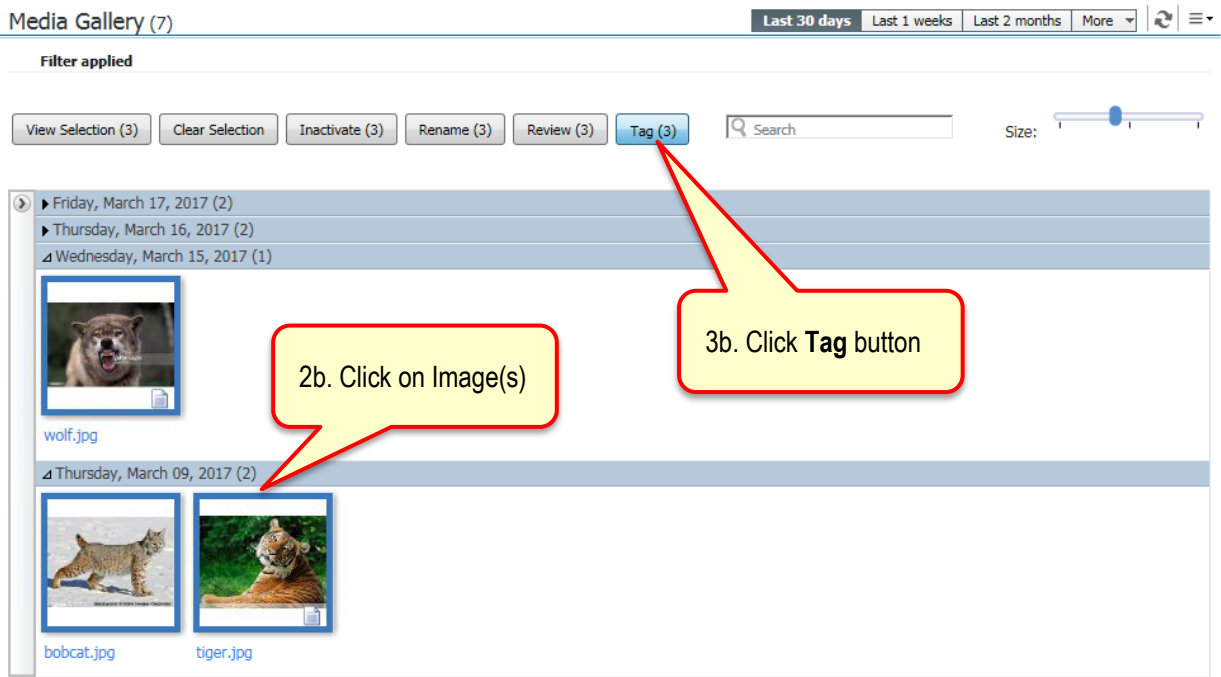 Media Gallery (7)
Last 30 days Last 1 weeks Last 2 months More
Filter applied
View Selection (3) Clear Selection Inactivate (3) Rename (3) Review (3) Tag (3) Search Size:
Friday, March 17, 2017 (2)
Thursday, March 16, 2017 (2)
Wednesday, March 15, 2017 (1)
3b. Click Tag button
2b. Click on Image(s)
wolf.jpg
Thursday, March 09, 2017 (2)
bobcat.jpg tiger.jpg